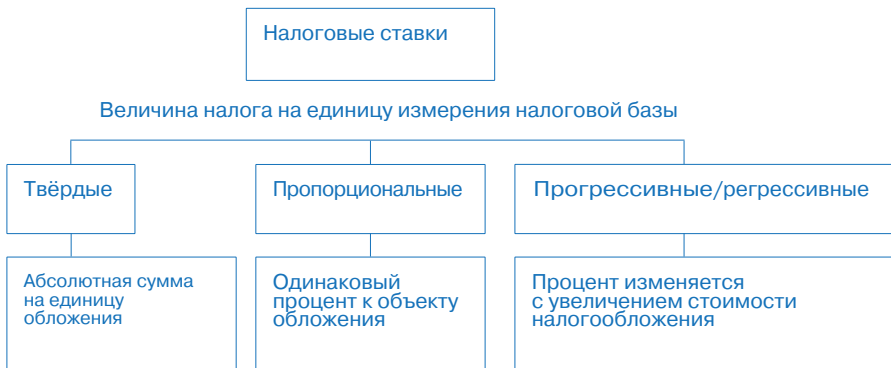 Налоговые ставки
Величина налога на единицу измерения налоговой базы
Твёрдые
Пропорциональные
Прогрессивные/регрессивные
Абсолютная сумма
на единицу
обложения
Одинаковый
процент к объекту
обложения
Процент изменяется
с увеличением стоимости
налогообложения